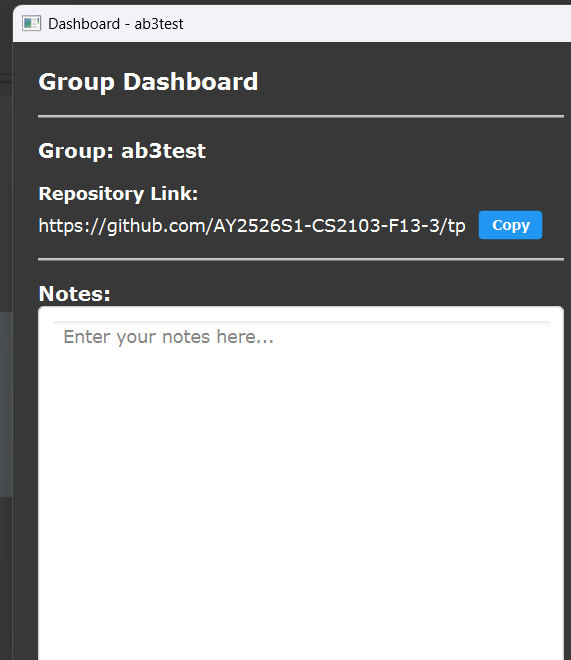 Dashboard - ab3test
Group Dashboard
Group: ab3test
Repository Link:
https://github.com/AY2526S1-CS2103-F13-3/tp Copy
Notes:
Enter your notes here...